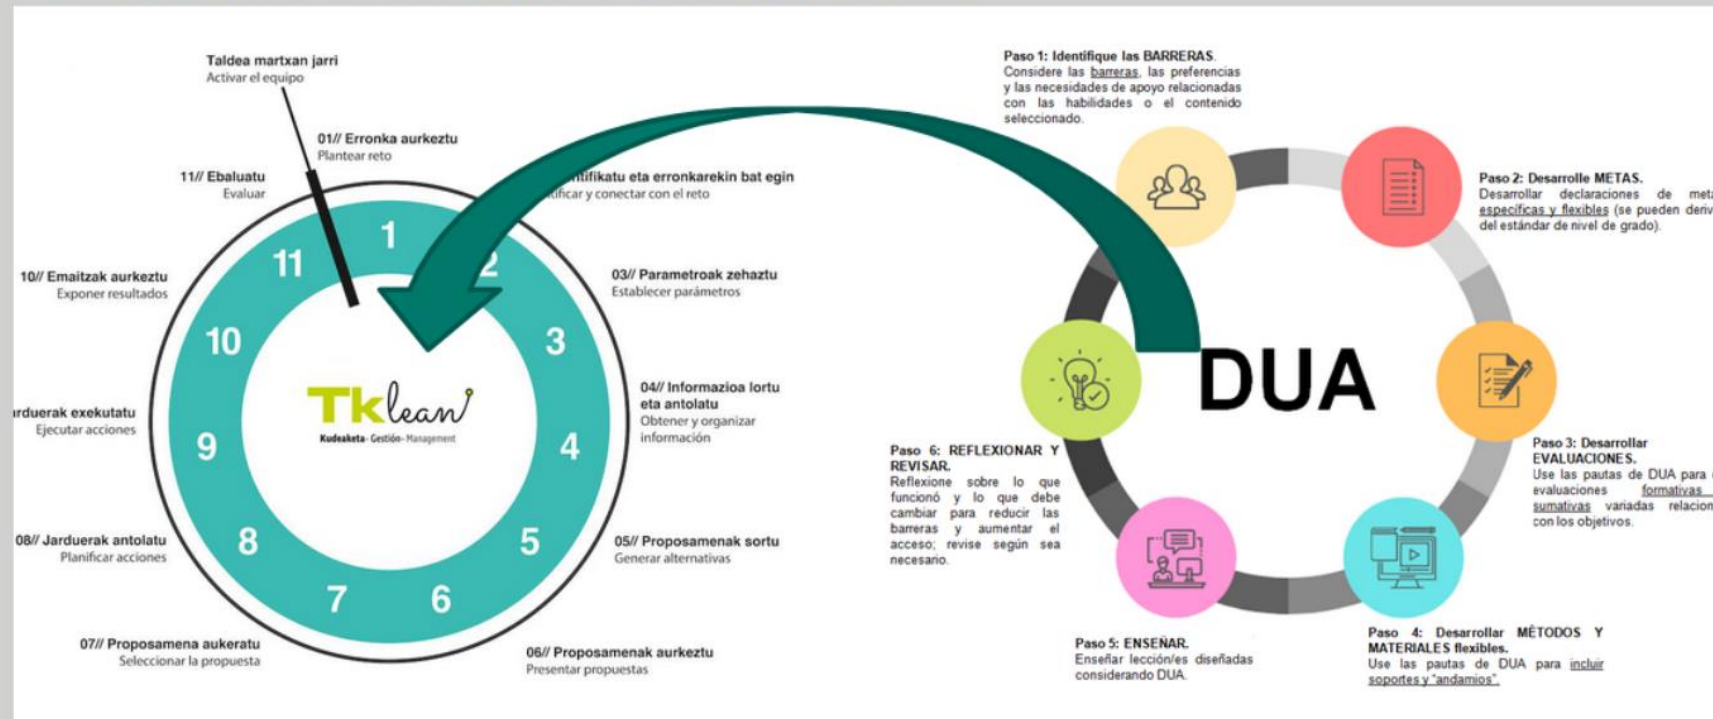 Taldea martxan jarri
Activar el equipo
01// Erronka aurkeztu
Plantear reto
eta erronkarekin bat egin
y conectar con el reto
03// Parametroak zehaztu
Establecer parámetros
04// Informazioa lortu
eta antolatu
Obtener y organizar
información
05// Proposamenak sortu
Generar alternativas
06// Proposamenak aurkeztu
Presentar propuestas
07// Proposamena aukeratu
Seleccionar la propuesta
08// Jarduerak antolatu
Planificar acciones
exekutatu
Ejecutar acciones
10// Emaitzak aurkeztu
Exponer resultados
11// Ebaluatu
Evaluar
1
2
3
4
5
6
7
8
9
10
11
Tklean
Kudeaketa - Gestión - Management
DUA
Paso 1: Identifique las BARRERAS.
Considere las barreras, las preferencias
y las necesidades de apoyo relacionadas
con las habilidades o el contenido
seleccionado.
Paso 2: Desarrolle METAS.
Desarrollar declaraciones de
específicas y flexibles (se pueden
del estándar de nivel de grado).
Paso 3: Desarrollar
EVALUACIONES.
Use las pautas de DUA para
evaluaciones formativas
sumativas variadas
con los objetivos.
Paso 4: Desarrollar MÉTODOS Y
MATERIALES flexibles.
Use las pautas de DUA para incluir
soportes y "andamios".
Paso 5: ENSEÑAR.
Enseñar lección/es diseñadas
considerando DUA.
Paso 6: REFLEXIONAR Y
REVISAR.
Reflexione sobre lo que
funcionó y lo que debe
cambiar para reducir las
barreras y aumentar el
acceso; revise según sea
necesario.